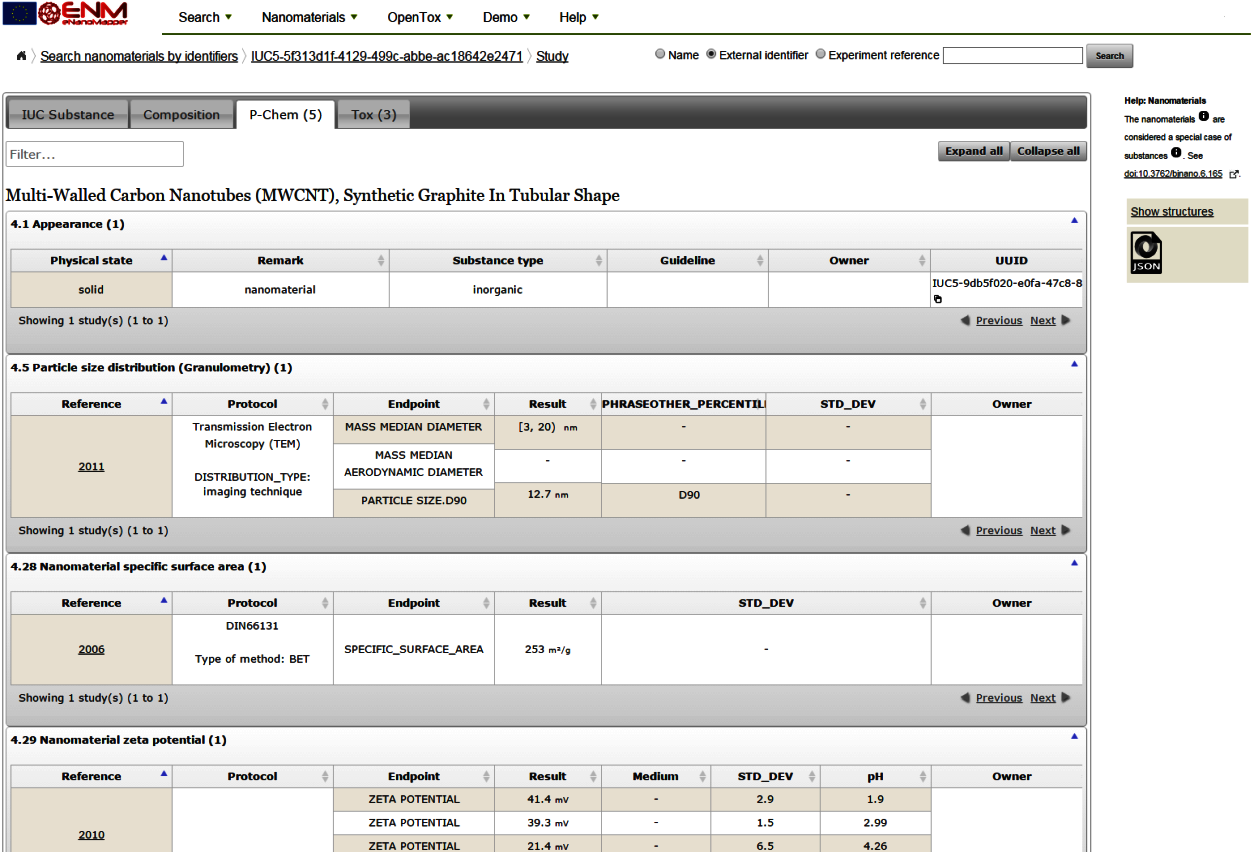 ENM
eNanoMapper
Search ▾ Nanomaterials ▾ OpenTox ▾ Demo ▾ Help ▾
Search nanomaterials by identifiers IUC5-5f313d1f-4129-499c-abbe-ac18642e2471 Study
Name External identifier Experiment reference Search
IUC Substance Composition P-Chem (5) Tox (3)
Filter... Expand all Collapse all
Multi-Walled Carbon Nanotubes (MWCNT), Synthetic Graphite In Tubular Shape
4.1 Appearance (1)
Physical state Remark Substance type Guideline Owner UUID
solid nanomaterial inorganic IUC5-9db5f020-e0fa-47c8-8
Showing 1 study(s) (1 to 1) Previous Next
4.5 Particle size distribution (Granulometry) (1)
Reference Protocol Endpoint Result PHRASEOTHER_PERCENTIL STD_DEV Owner
2011
Transmission Electron
Microscopy (TEM)
DISTRIBUTION_TYPE:
imaging technique
MASS MEDIAN DIAMETER [3, 20) nm - -
MASS MEDIAN
AERODYNAMIC DIAMETER - - -
PARTICLE SIZE.D90 12.7 nm D90 -
Showing 1 study(s) (1 to 1) Previous Next
4.28 Nanomaterial specific surface area (1)
Reference Protocol Endpoint Result STD_DEV Owner
2006
DIN66131
Type of method: BET
SPECIFIC_SURFACE_AREA 253 m²/g -
Showing 1 study(s) (1 to 1) Previous Next
4.29 Nanomaterial zeta potential (1)
Reference Protocol Endpoint Result Medium STD_DEV pH Owner
2010
ZETA POTENTIAL 41.4 mV - 2.9 1.9
ZETA POTENTIAL 39.3 mV - 1.5 2.99
ZETA POTENTIAL 21.4 mV - 6.5 4.26
Help: Nanomaterials
The nanomaterials are
considered a special case of
substances . See
doi:10.3762/bjnano.6.165 .
Show structures
JSON